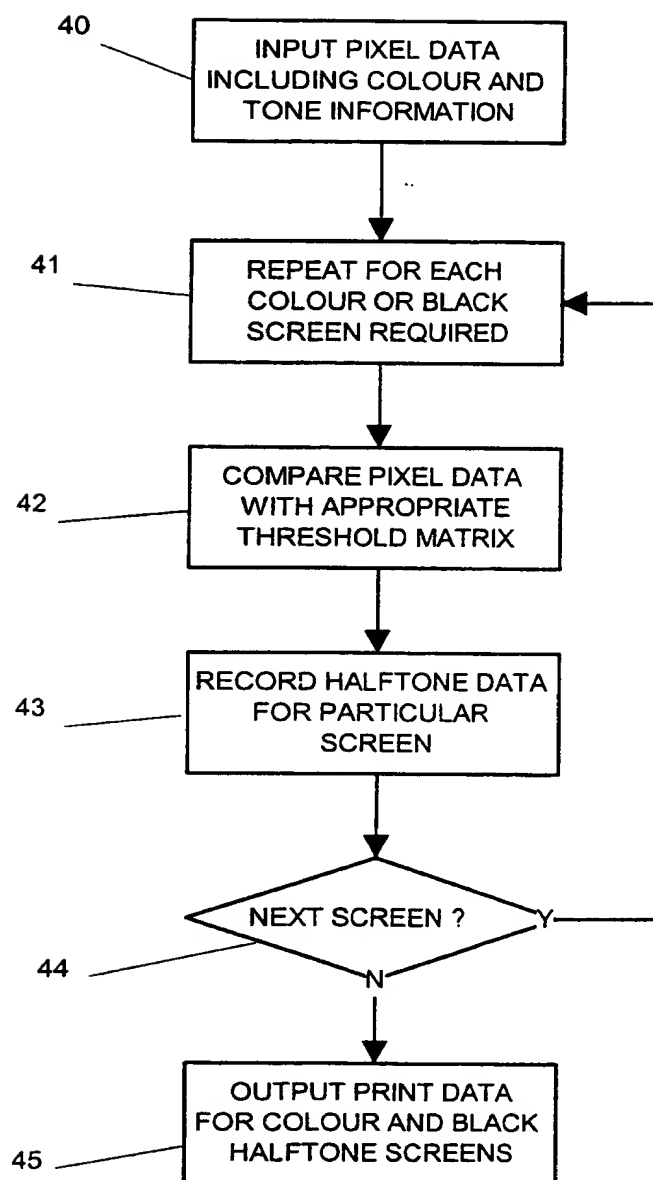 40
INPUT PIXEL DATA
INCLUDING COLOUR AND
TONE INFORMATION
41
REPEAT FOR EACH
COLOUR OR BLACK
SCREEN REQUIRED
42
COMPARE PIXEL DATA
WITH APPROPRIATE
THRESHOLD MATRIX
43
RECORD HALFTONE DATA
FOR PARTICULAR
SCREEN
44
NEXT SCREEN ?
Y
N
45
OUTPUT PRINT DATA
FOR COLOUR AND BLACK
HALFTONE SCREENS